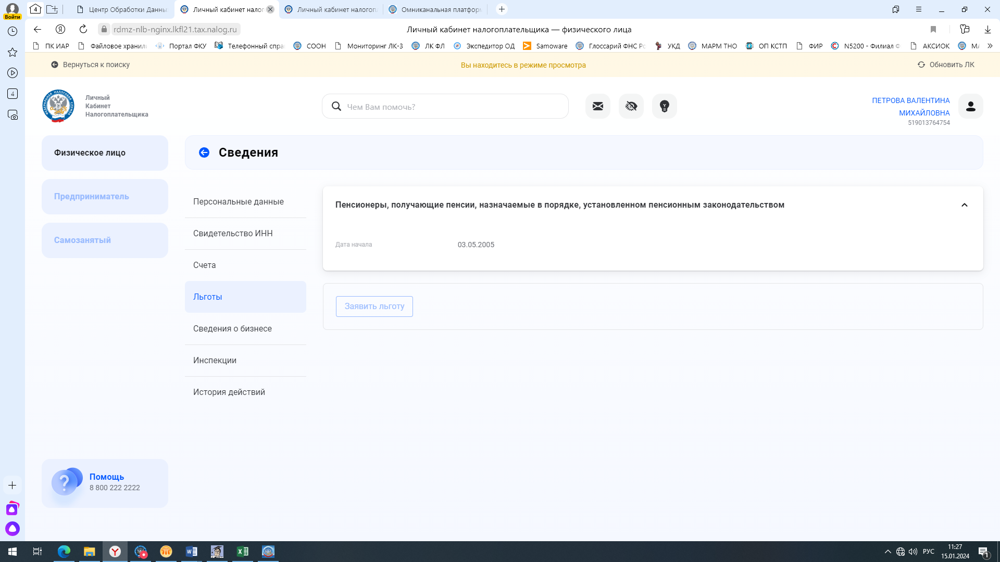 Войти
4
Центр Обработки Данны
Личный кабинет налог
Личный кабинет налогоп
Омниканальная платфор
rdmz-nlb-nginx.lkfl21.tax.nalog.ru
Личный кабинет налогоплательщика — физического лица
ПК ИАР
Файловое хранил
Портал ФКУ
Телефонный спра
СООН
Мониторинг ЛК-3
ЛК ФЛ
Экспедитор ОД
Samoware
Глоссарий ФНС Ро
УКД
МАРМ ТНО
ОП КСТП
ФИР
N5200 - Филиал Ф
АКСИОК
Вернуться к поиску
Вы находитесь в режиме просмотра
Обновить ЛК
4
Личный
Кабинет
Налогоплательщика
Чем Вам помочь?
ПЕТРОВА ВАЛЕНТИНА
МИХАЙЛОВНА
519013764754
Физическое лицо
Предприниматель
Самозанятый
Сведения
Персональные данные
Свидетельство ИНН
Счета
Льготы
Сведения о бизнесе
Инспекции
История действий
Пенсионеры, получающие пенсии, назначаемые в порядке, установленном пенсионным законодательством
Дата начала
03.05.2005
Заявить льготу
Помощь
8 800 222 2222
РУС
11:27
15.01.2024
1